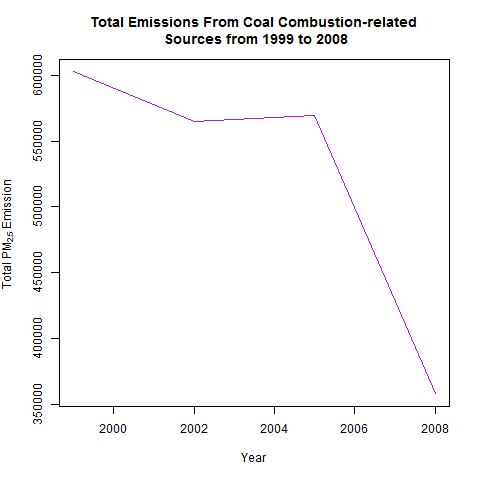 Total Emissions From Coal Combustion-related
Sources from 1999 to 2008
Total PM2.5 Emission
600000
550000
500000
450000
400000
350000
2000 2002 2004 2006 2008
Year